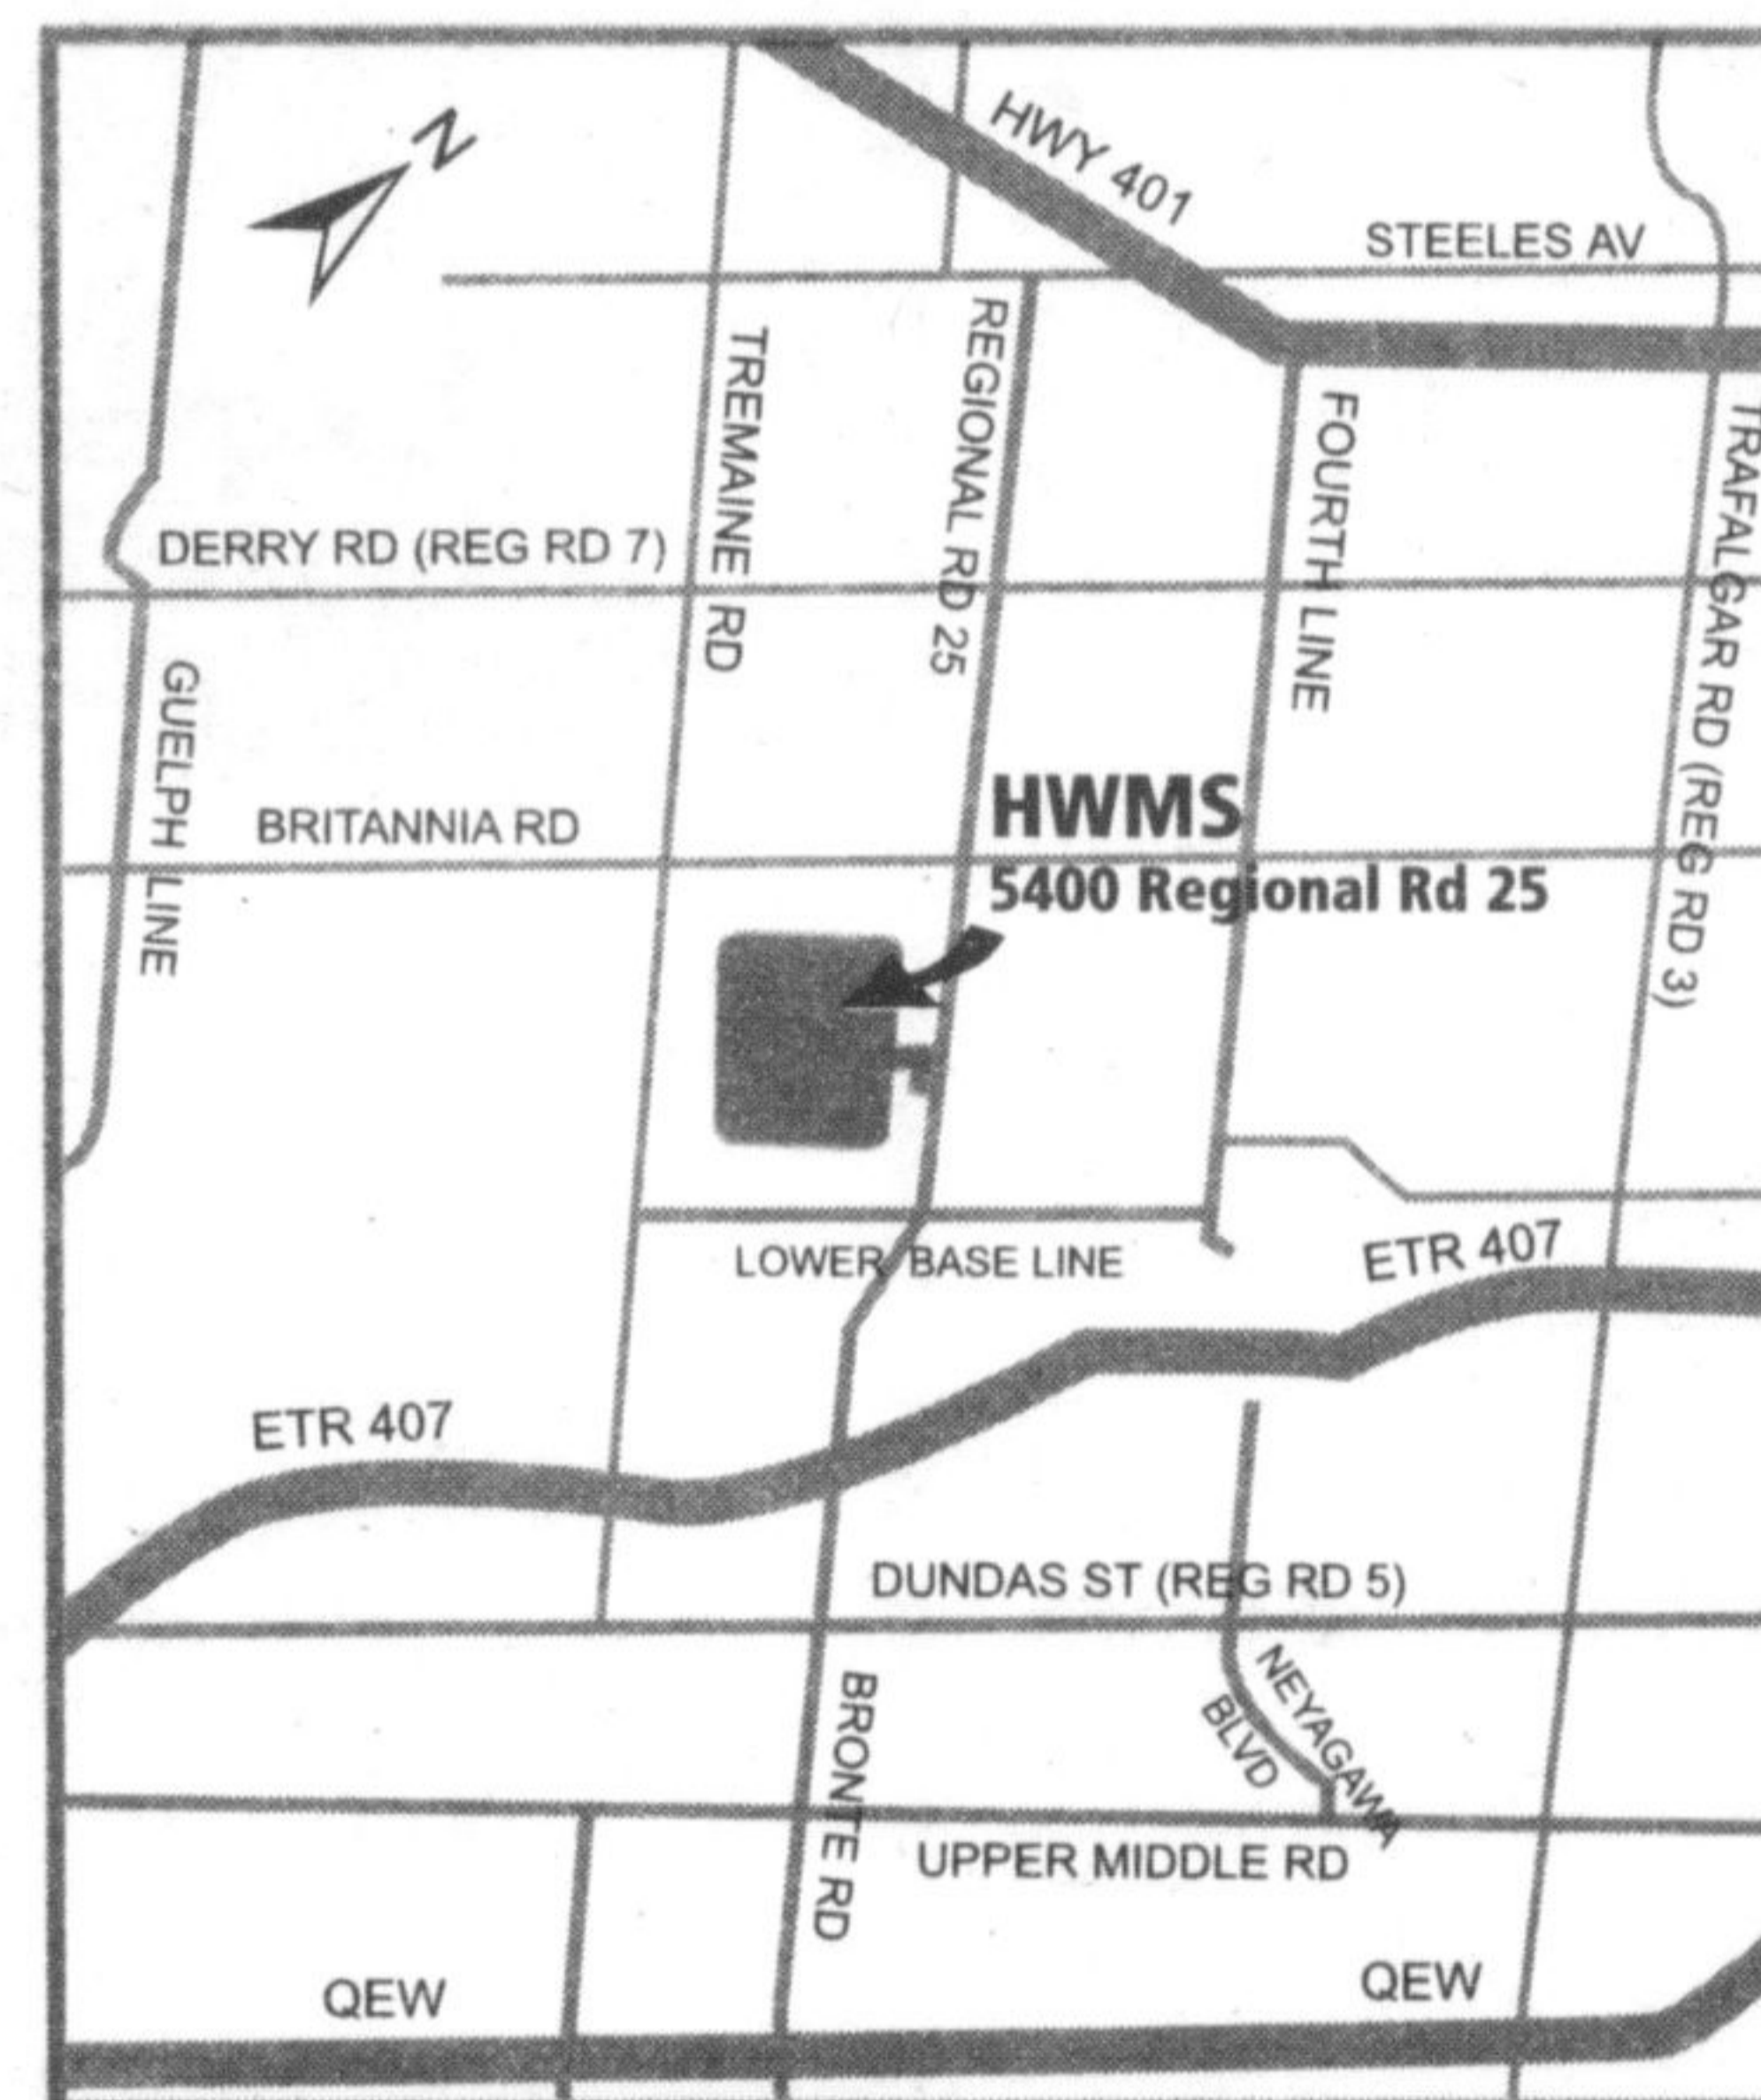 N
HWY 401
STEELES AV
TREMAINE RD
REGIONAL RD 25
FOURTH LINE
TRAFALGAR RD (REG RD 3)
DERRY RD (REG RD 7)
GUELPH LINE
BRITANNIA RD
HWMS
5400 Regional Rd 25
LOWER BASE LINE
ETR 407
ETR 407
DUNDAS ST (REG RD 5)
NEYAGAWA
BLVD
BRONTE RD
UPPER MIDDLE RD
QEW
QEW